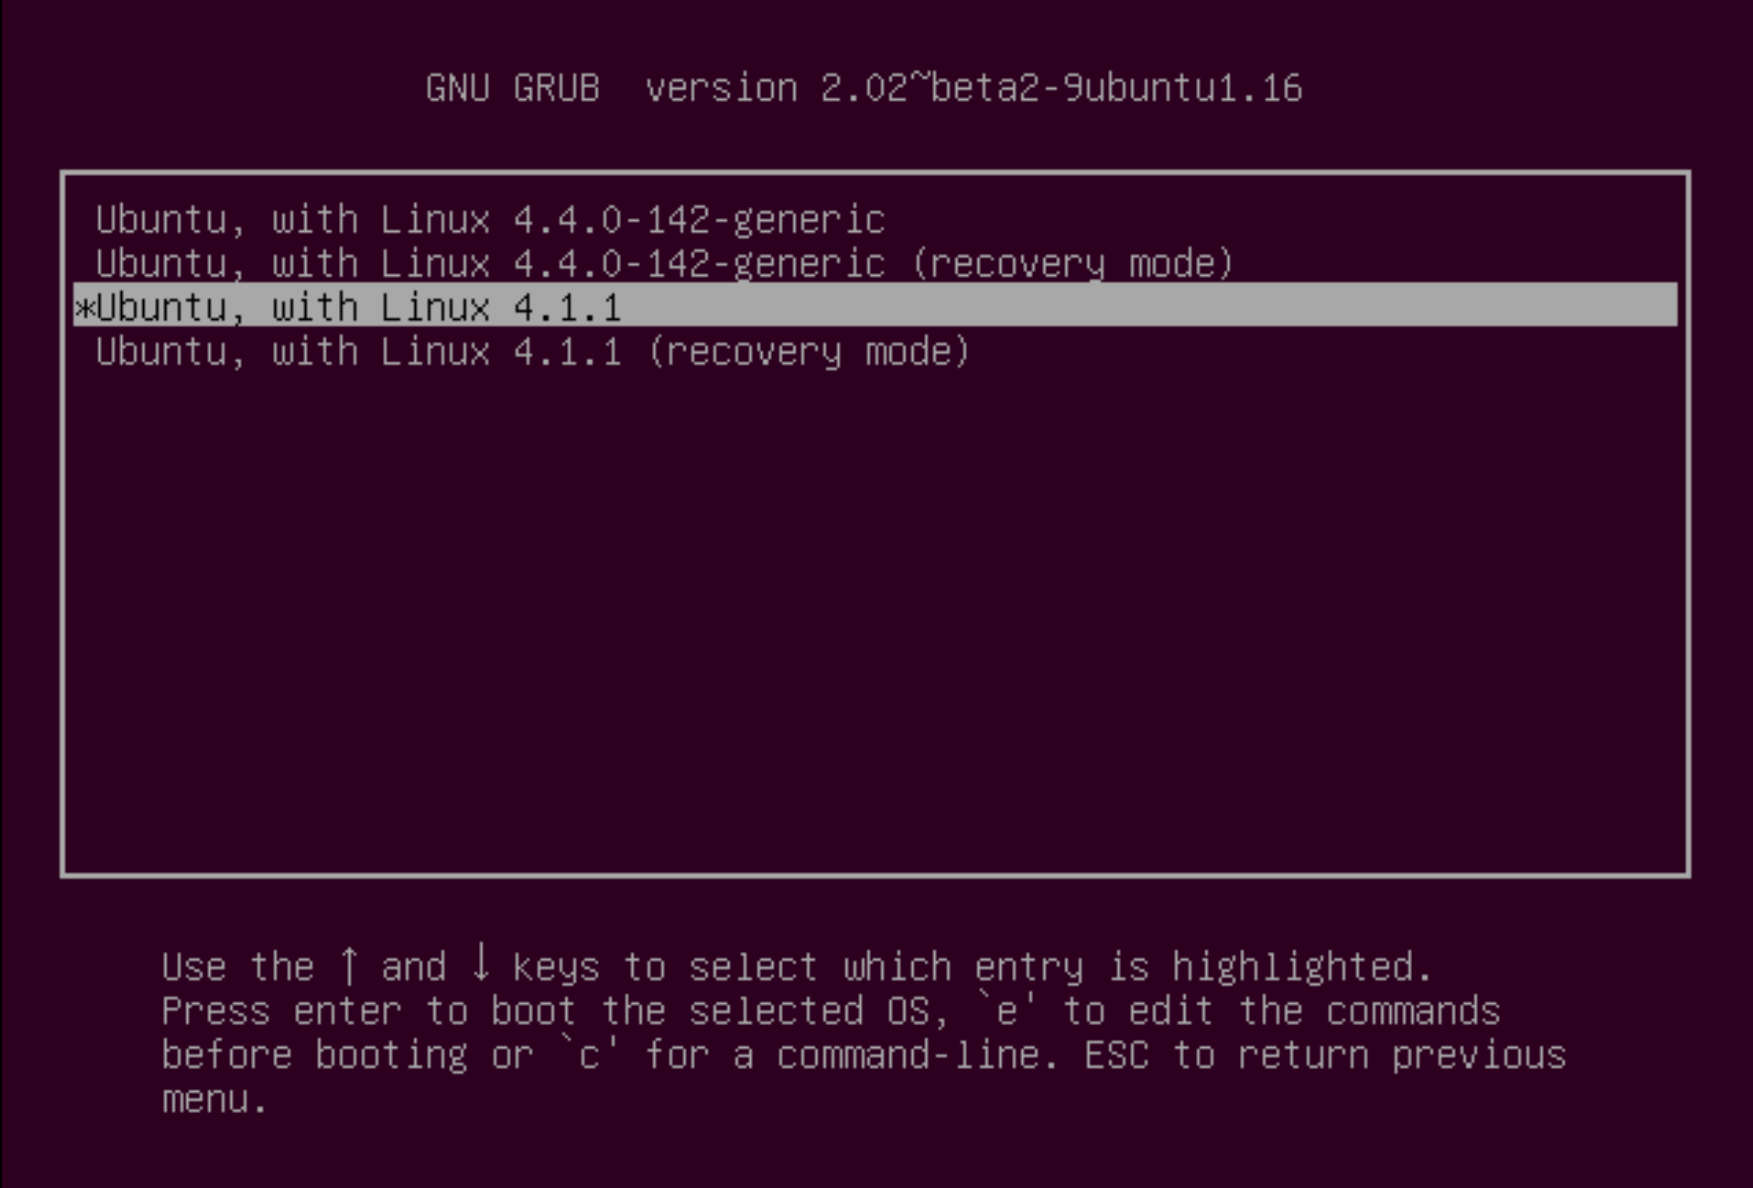 GNU GRUB  version 2.02~beta2-9ubuntu1.16
Ubuntu, with Linux 4.4.0-142-generic
Ubuntu, with Linux 4.4.0-142-generic (recovery mode)
*Ubuntu, with Linux 4.1.1
Ubuntu, with Linux 4.1.1 (recovery mode)
Use the ↑ and ↓ keys to select which entry is highlighted.
Press enter to boot the selected OS, `e' to edit the commands
before booting or `c' for a command-line. ESC to return previous
menu.